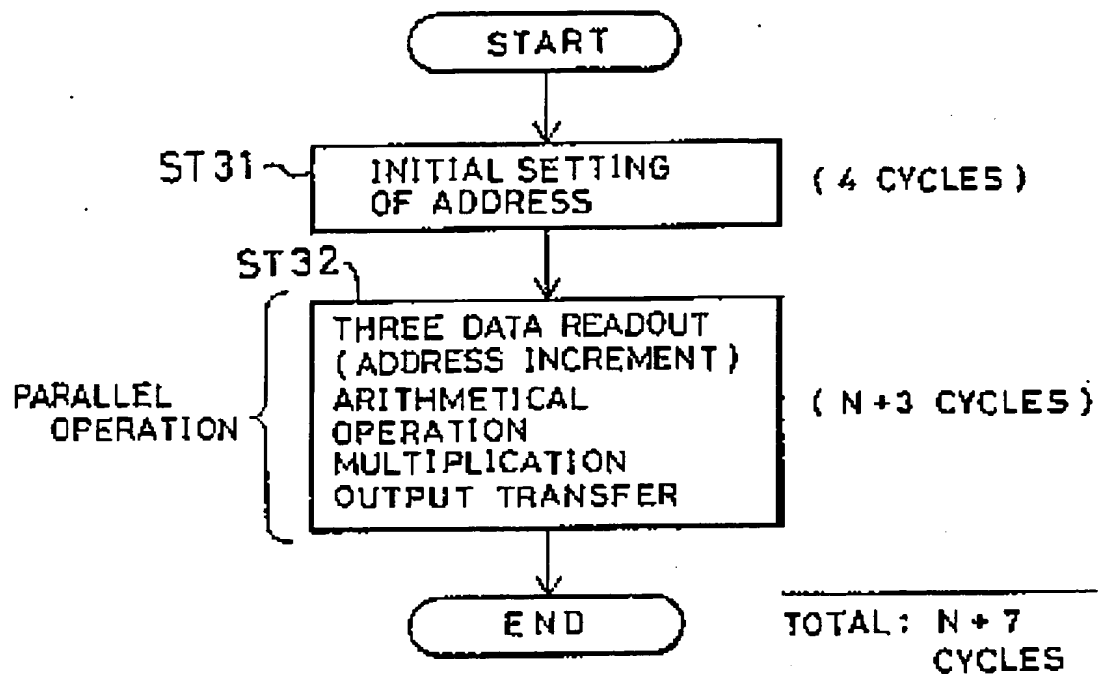 START
ST31
INITIAL SETTING
OF ADDRESS
( 4 CYCLES )
ST32
THREE DATA READOUT
( ADDRESS INCREMENT )
ARITHMETICAL
OPERATION
MULTIPLICATION
OUTPUT TRANSFER
PARALLEL
OPERATION
( N +3 CYCLES )
END
TOTAL: N + 7
CYCLES